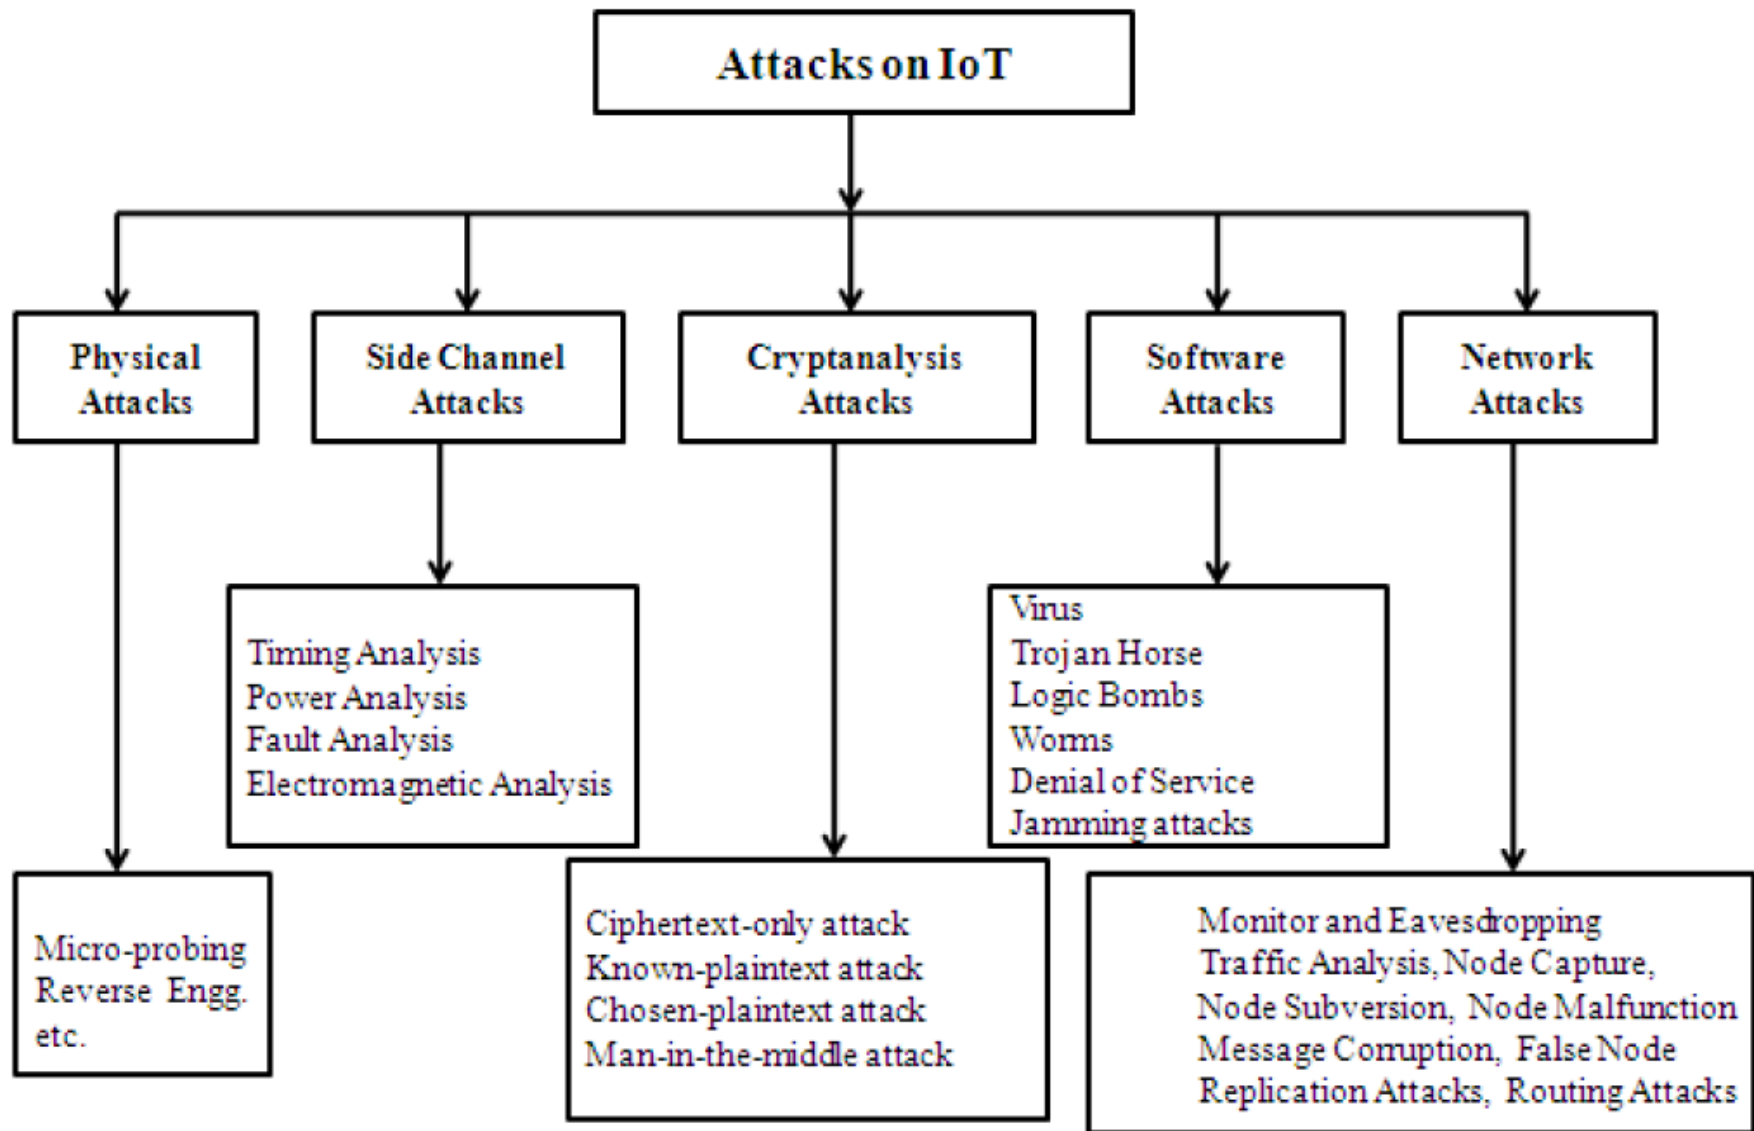 Attacks on IoT
Physical
Attacks
Side Channel
Attacks
Cryptanalysis
Attacks
Software
Attacks
Network
Attacks
Timing Analysis
Power Analysis
Fault Analysis
Electromagnetic Analysis
Virus
Trojan Horse
Logic Bombs
Worms
Denial of Service
Jamming attacks
Micro-probing
Reverse Engg.
etc.
Ciphertext-only attack
Known-plaintext attack
Chosen-plaintext attack
Man-in-the-middle attack
Monitor and Eavesdropping
Traffic Analysis, Node Capture,
Node Subversion, Node Malfunction
Message Corruption, False Node
Replication Attacks, Routing Attacks